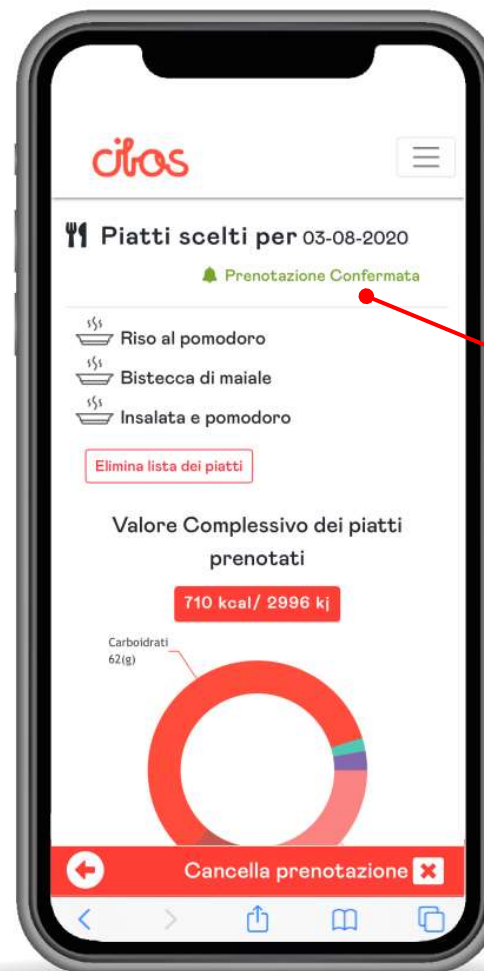 cibos
Piatti scelti per 03-08-2020
Prenotazione Confermata
Riso al pomodoro
Bistecca di maiale
Insalata e pomodoro
Elimina lista dei piatti
Valore Complessivo dei piatti
prenotati
710 kcal/ 2996 kj
Carboidrati
62(g)
Cancella prenotazione